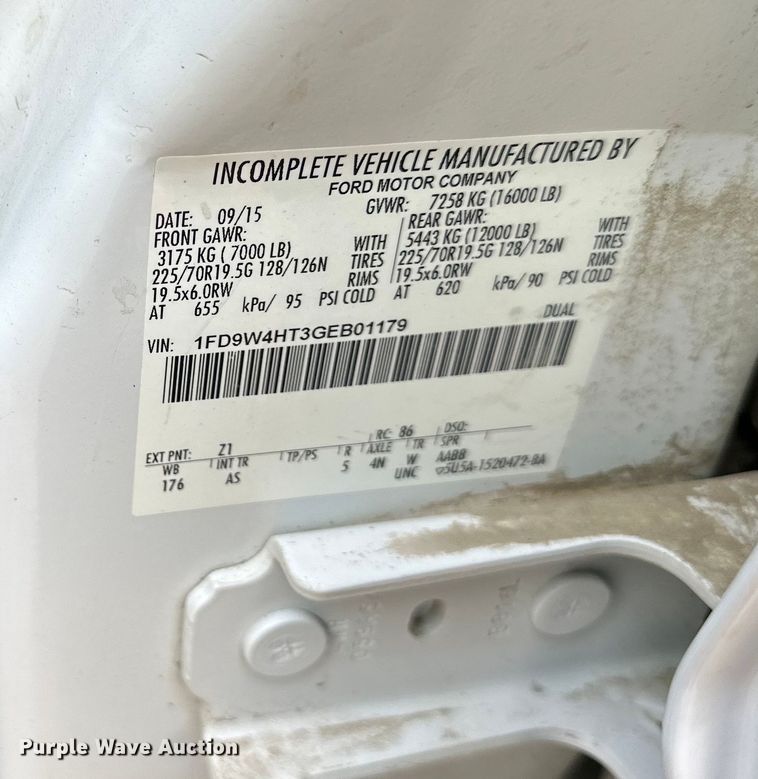 INCOMPLETE VEHICLE MANUFACTURED BY
FORD MOTOR COMPANY
DATE: 09/15 GVWR: 7258 KG (16000 LB)
FRONT GAWR: REAR GAWR:
3175 KG ( 7000 LB) WITH 5443 KG (12000 LB) WITH
225/70R19.5G 128/126N TIRES 225/70R19.5G 128/126N TIRES
19.5x6.0RW RIMS 19.5x6.0RW RIMS
AT 655 kPa/ 95 PSI COLD AT 620 kPa/ 90 PSI COLD
DUAL
VIN: 1FD9W4HT3GEB01179
RC: 86 DSO:
EXT PNT: Z1
WB INT TR TP/PS R AXLE TR SPR
176 AS 5 4N W AABB
UNC 5U5A-1520472-BA
Purple Wave Auction